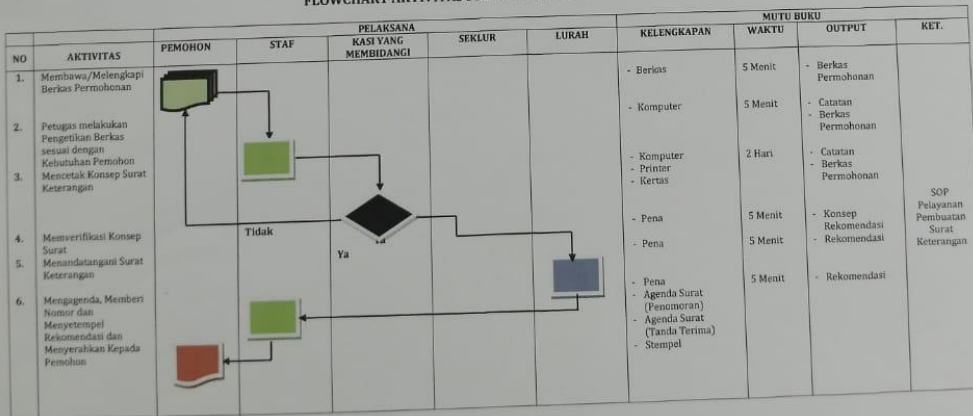 PELAKSANA
MUTU BUKU
NO
AKTIVITAS
PEMOHON
STAF
KASI YANG
MEMBIDANGI
SEKLUR
LURAH
KELENGKAPAN
WAKTU
OUTPUT
KET.
1. Membawa/Melengkapi
Berkas Permohonan
- Berkas
5 Menit
- Berkas
Permohonan
2. Petugas melakukan
Pengetikan Berkas
sesuai dengan
Kebutuhan Pemohon
- Komputer
5 Menit
- Catatan
- Berkas
Permohonan
3. Mencetak Konsep Surat
Keterangan
- Komputer
- Printer
- Kertas
2 Hari
- Catatan
- Berkas
Permohonan
Tidak
Ya
4. Memverifikasi Konsep
Surat
- Pena
5 Menit
- Konsep
Rekomendasi
5. Menandatangani Surat
Keterangan
- Pena
5 Menit
- Rekomendasi
6. Mengagenda, Memberi
Nomor dan
Menyetempel
Rekomendasi dan
Menyerahkan Kepada
Pemohon
- Pena
- Agenda Surat
(Penomoran)
- Agenda Surat
(Tanda Terima)
- Stempel
5 Menit
- Rekomendasi
SOP
Pelayanan
Pembuatan
Surat
Keterangan